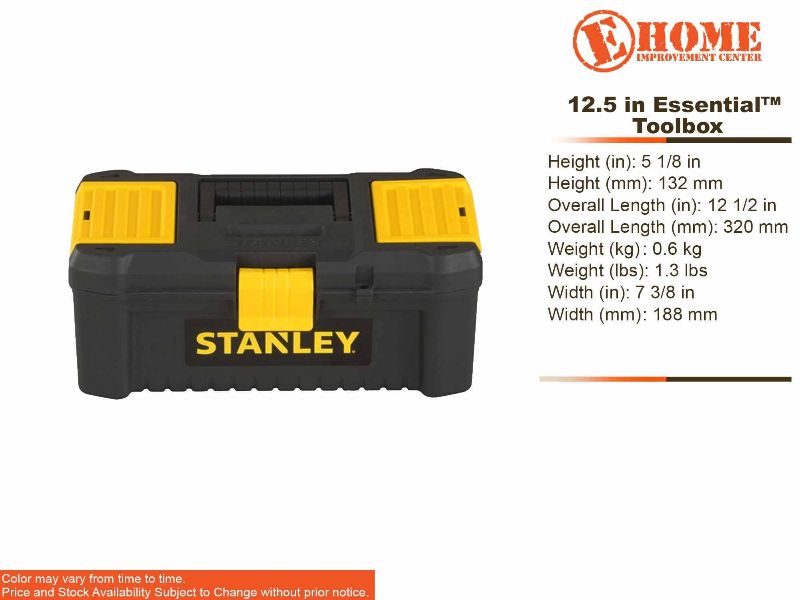 E HOME
IMPROVEMENT CENTER
12.5 in Essential™
Toolbox
Height (in): 5 1/8 in
Height (mm): 132 mm
Overall Length (in): 12 1/2 in
Overall Length (mm): 320 mm
Weight (kg): 0.6 kg
Weight (lbs): 1.3 lbs
Width (in): 7 3/8 in
Width (mm): 188 mm
STANLEY
STANLEY
Color may vary from time to time.
Price and Stock Availability Subject to Change without prior notice.